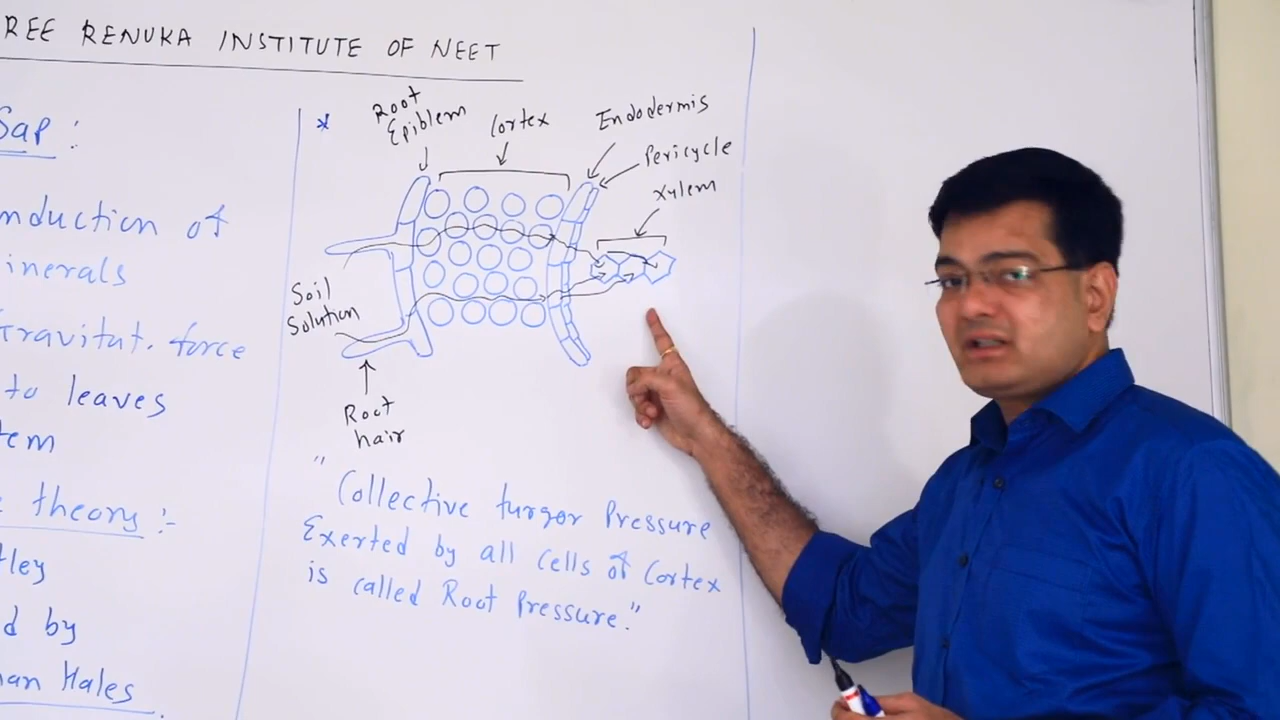 REE RENUKA INSTITUTE OF NEET
Sap :
nduction of
inerals
Gravitat. force
to leaves
tem
e theory :-
tley
d by
han Hales
*
Root
Epiblem
Cortex
Endodermis
Pericycle
Xylem
Soil
Solution
Root
hair
" Collective turgor Pressure
Exerted by all cells of Cortex
is called Root Pressure."